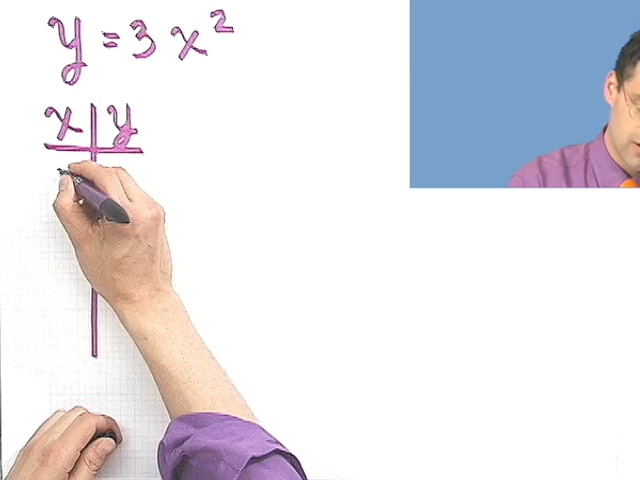 y = 3x²
x y